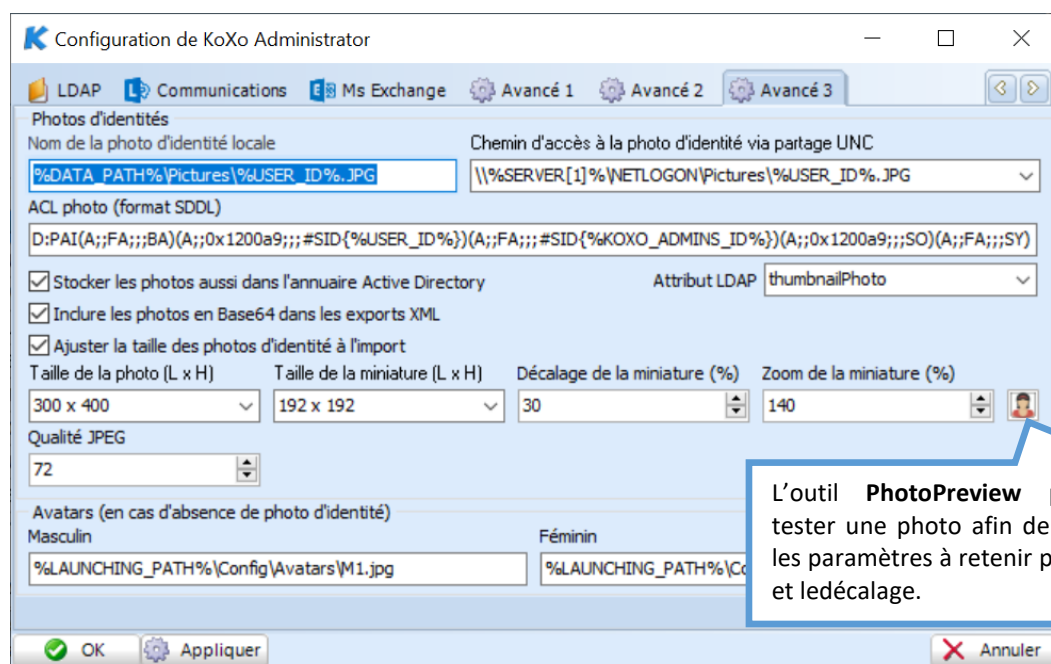 Configuration de KoXo Administrator
LDAP Communications Ms Exchange Avancé 1 Avancé 2 Avancé 3
Photos d'identités
Nom de la photo d'identité locale Chemin d'accès à la photo d'identité via partage UNC
%DATA_PATH%\Pictures\%USER_ID%.JPG \\%SERVER[1]%\NETLOGON\Pictures\%USER_ID%.JPG
ACL photo (format SDDL)
D:PAI(A;;FA;;;BA)(A;;0x1200a9;;;#SID{%USER_ID%})(A;;FA;;;#SID{%KOXO_ADMINS_ID%})(A;;0x1200a9;;;SO)(A;;FA;;;SY)
Stocker les photos aussi dans l'annuaire Active Directory Attribut LDAP thumbnailPhoto
Inclure les photos en Base64 dans les exports XML
Ajuster la taille des photos d'identité à l'import
Taille de la photo (L x H) Taille de la miniature (L x H) Décalage de la miniature (%) Zoom de la miniature (%)
300 x 400 192 x 192 30 140
Qualité JPEG
72
L'outil PhotoPreview
tester une photo afin de
les paramètres à retenir
et ledécalage.
Avatars (en cas d'absence de photo d'identité)
Masculin Féminin
%LAUNCHING_PATH%\Config\Avatars\M1.jpg %LAUNCHING_PATH%
OK Appliquer Annuler